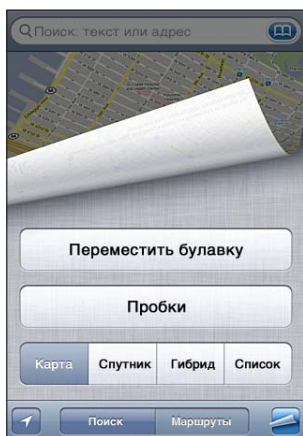 Поиск: текст или адрес
Переместить булавку
Пробки
Карта Спутник Гибрид Список
Поиск Маршруты